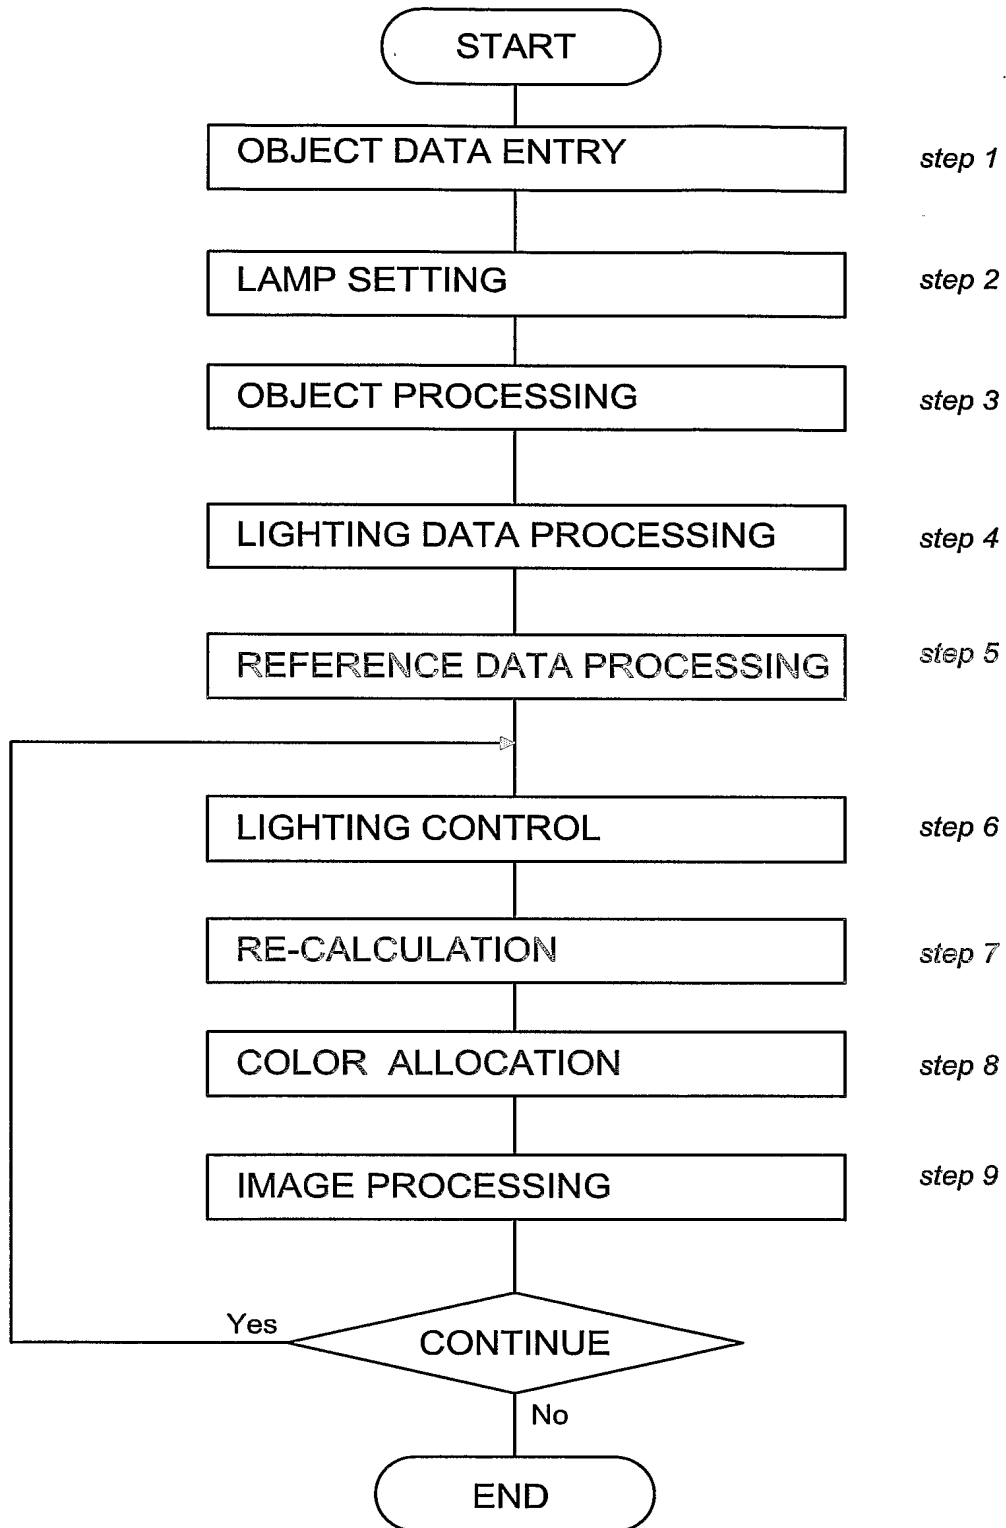 START
OBJECT DATA ENTRY step 1
LAMP SETTING step 2
OBJECT PROCESSING step 3
LIGHTING DATA PROCESSING step 4
REFERENCE DATA PROCESSING step 5
LIGHTING CONTROL step 6
RE-CALCULATION step 7
COLOR ALLOCATION step 8
IMAGE PROCESSING step 9
Yes
CONTINUE
No
END